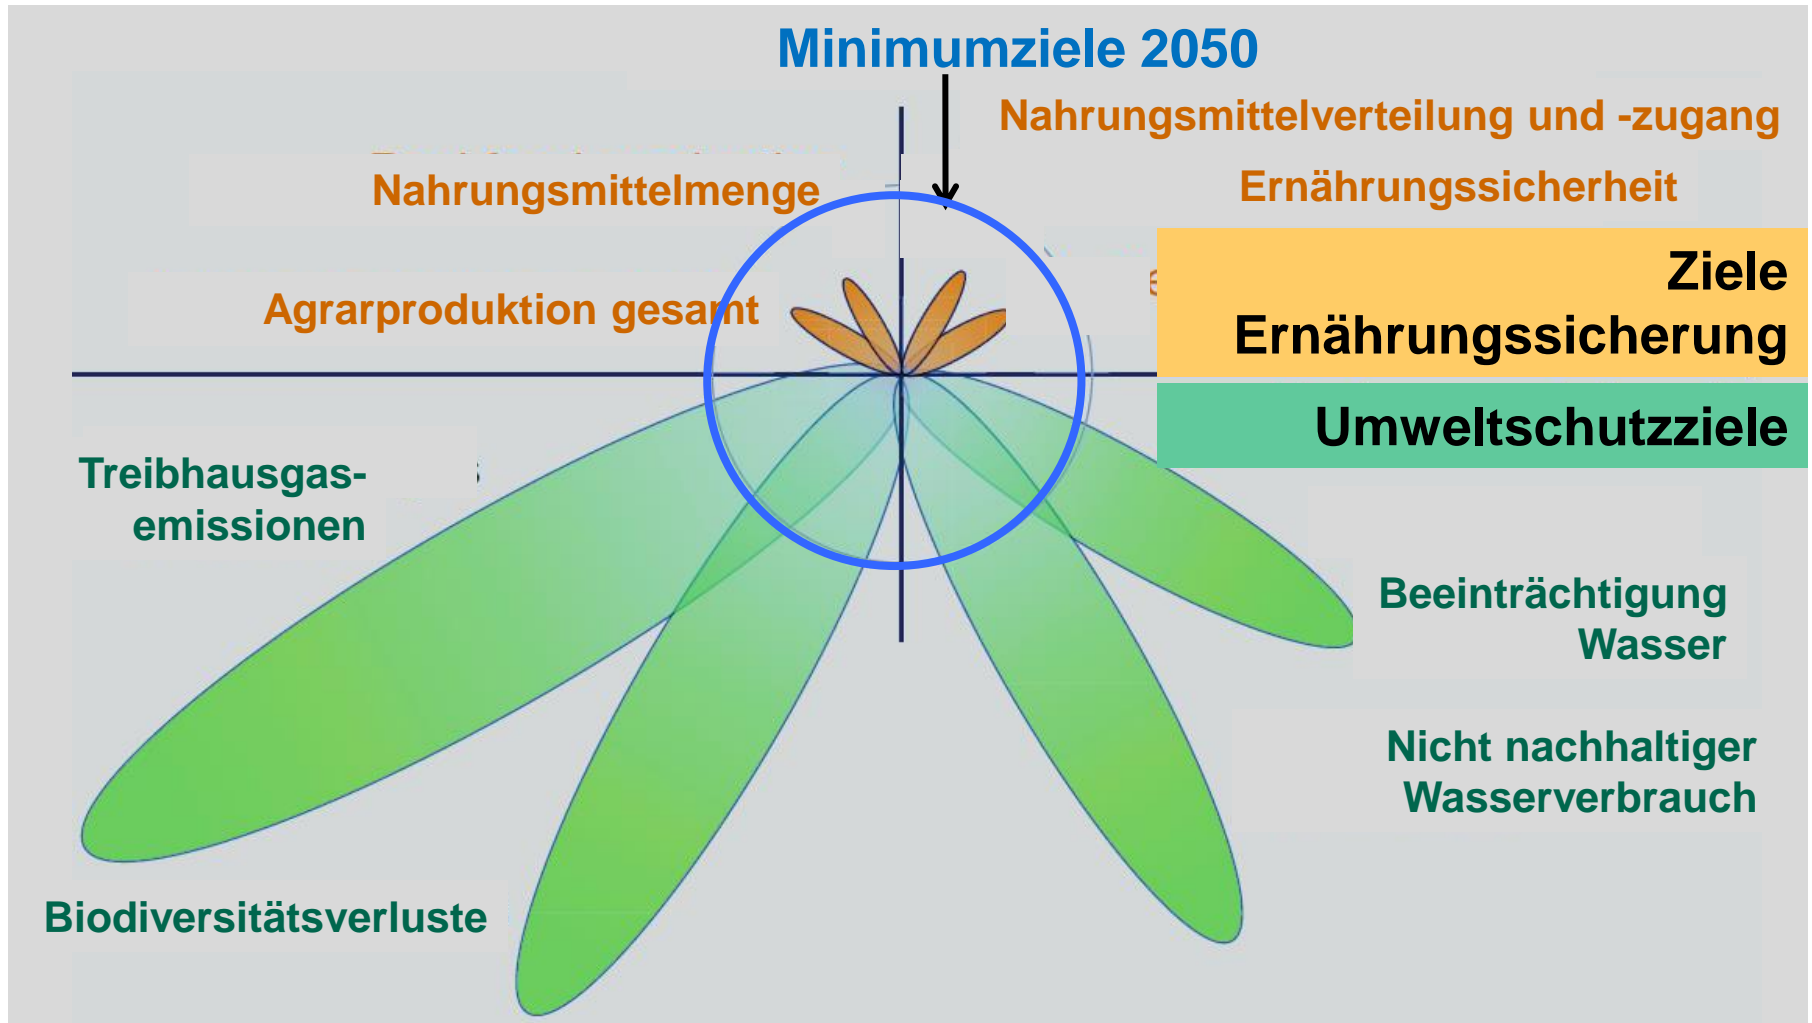 Minimumziele 2050
Nahrungsmittelverteilung und -zugang
Nahrungsmittelmenge
Ernährungssicherheit
Ziele
Ernährungssicherung
Agrarproduktion gesamt
Umweltschutzziele
Treibhausgas-
emissionen
Beeinträchtigung
Wasser
Nicht nachhaltiger
Wasserverbrauch
Biodiversitätsverluste